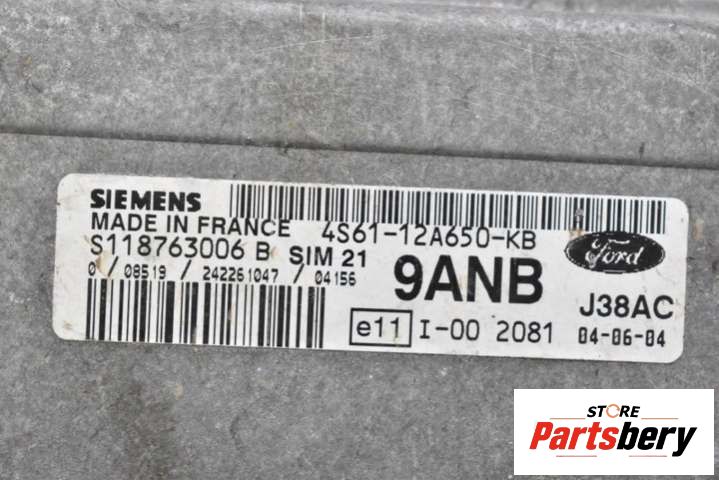 SIEMENS
MADE IN FRANCE 4S61-12A650-KB
S118763006 B SIM 21
0 / 08519 / 242261047 / 04156
9ANB
Ford
J38AC
e11 I-00 2081 04-06-04
STORE
Partsbery